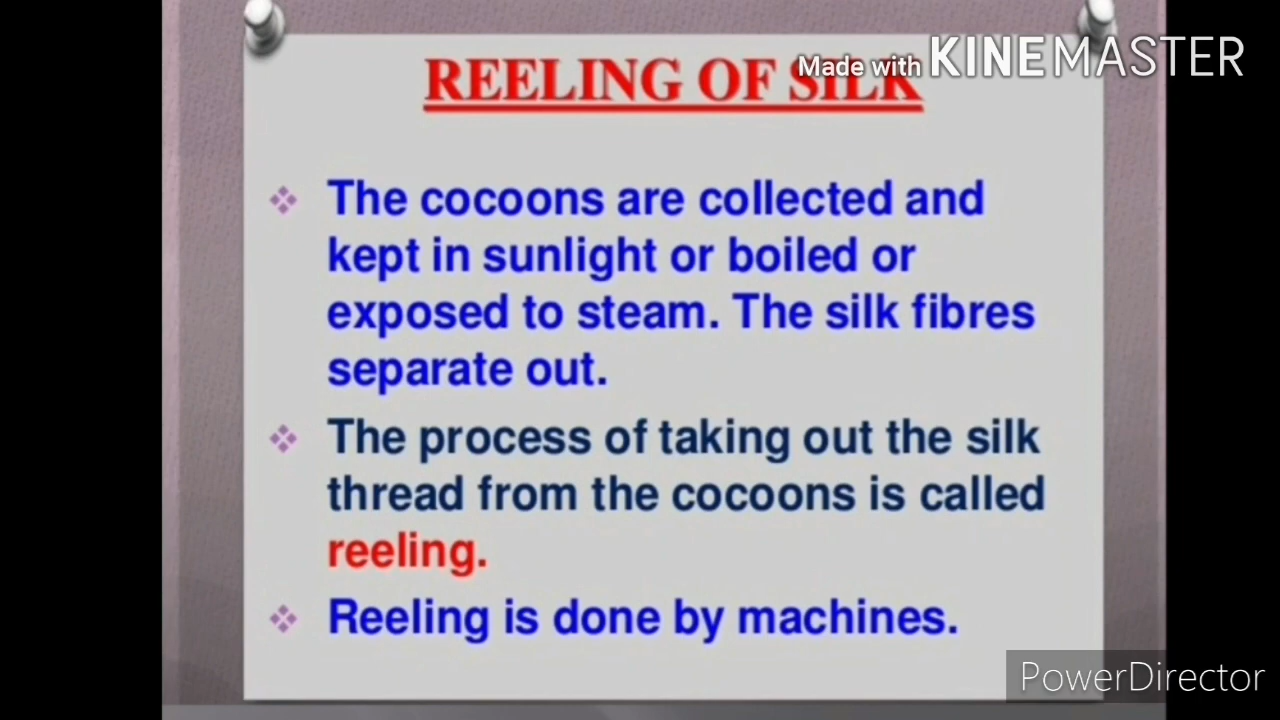 Made with KINEMASTER
REELING OF SILK
The cocoons are collected and
kept in sunlight or boiled or
exposed to steam. The silk fibres
separate out.
The process of taking out the silk
thread from the cocoons is called
reeling.
Reeling is done by machines.
PowerDirector